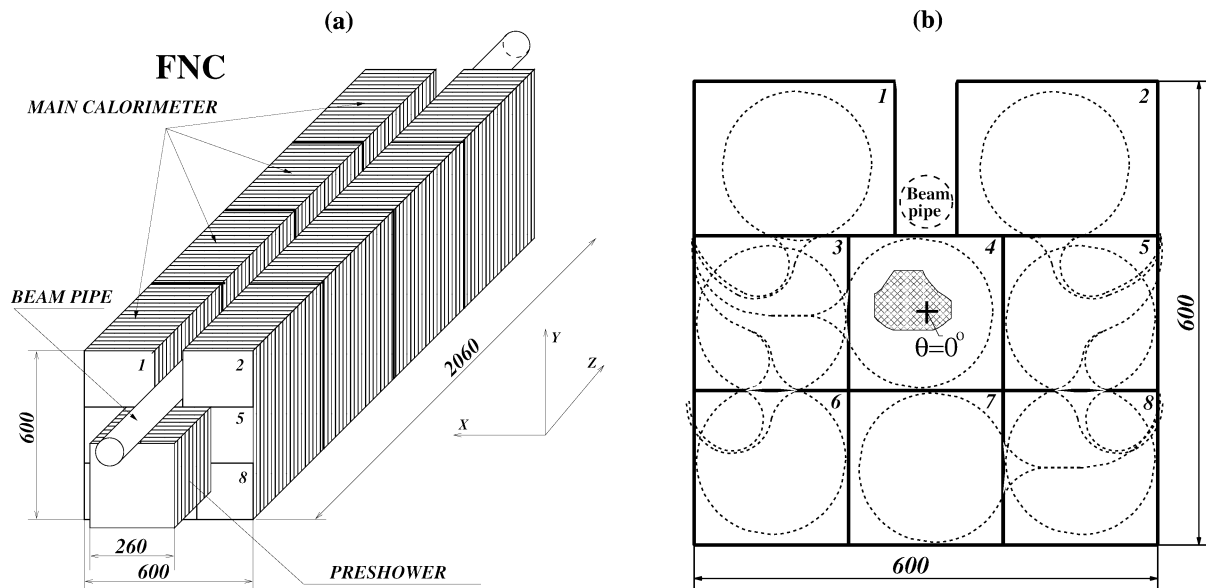 (a)
FNC
MAIN CALORIMETER
BEAM PIPE
1
2
5
8
600
2060
Y
Z
X
260
600
PRESHOWER
(b)
1
2
Beam
pipe
3
4
5
θ=0°
6
7
8
600
600